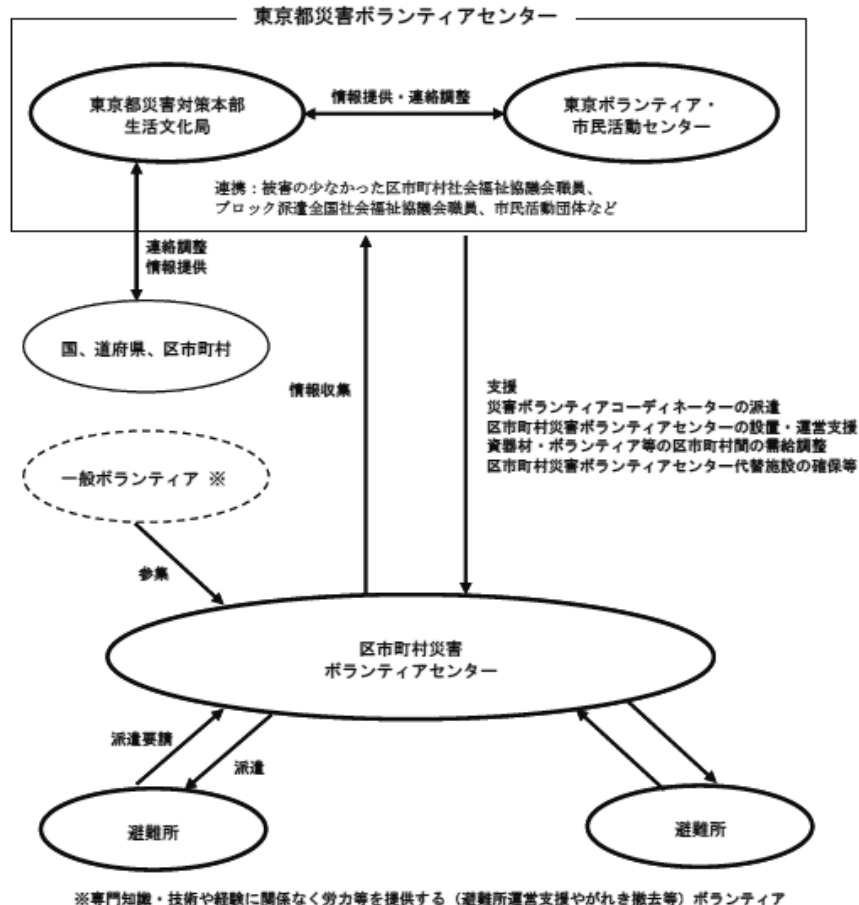 東京都災害ボランティアセンター
東京都災害対策本部
生活文化局
情報提供・連絡調整
東京ボランティア・
市民活動センター
連携：被害の少なかった区市町村社会福祉協議会職員、
ブロック派遣全国社会福祉協議会職員、市民活動団体など
連絡調整
情報提供
国、道府県、区市町村
情報収集
支援
災害ボランティアコーディネーターの派遣
区市町村災害ボランティアセンターの設置・運営支援
資器材・ボランティア等の区市町村間の需給調整
区市町村災害ボランティアセンター代替施設の確保等
一般ボランティア ※
参集
区市町村災害
ボランティアセンター
派遣要請
派遣
避難所
避難所
※専門知識・技術や経験に関係なく労力等を提供する（避難所運営支援やがれき撤去等）ボランティア